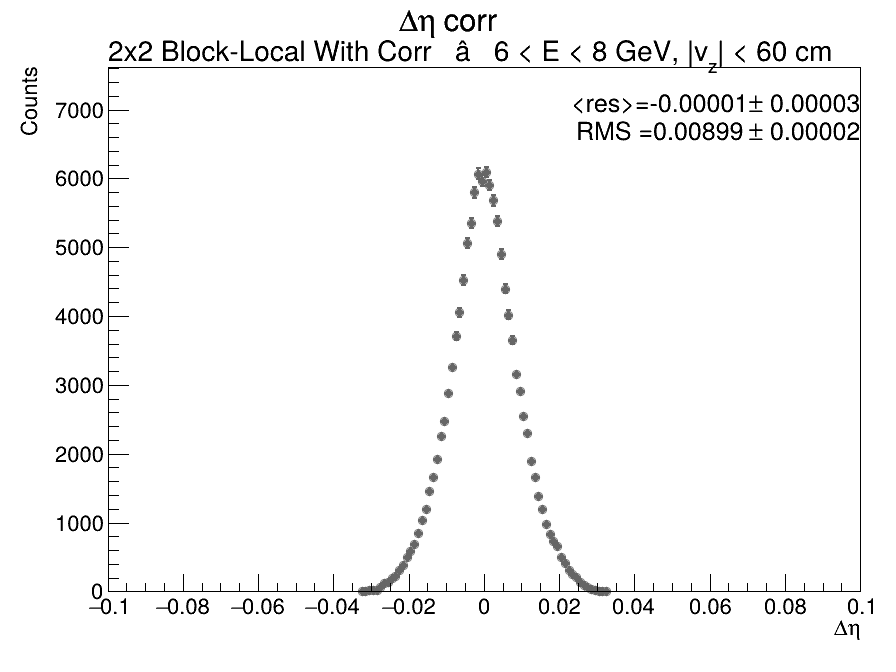 Δη corr
2x2 Block-Local With Corr â 6 < E < 8 GeV, |v_z| < 60 cm
Counts
<res>=-0.00001± 0.00003
RMS =0.00899± 0.00002
7000
6000
5000
4000
3000
2000
1000
0
−0.1 −0.08 −0.06 −0.04 −0.02 0 0.02 0.04 0.06 0.08 0.1
Δη